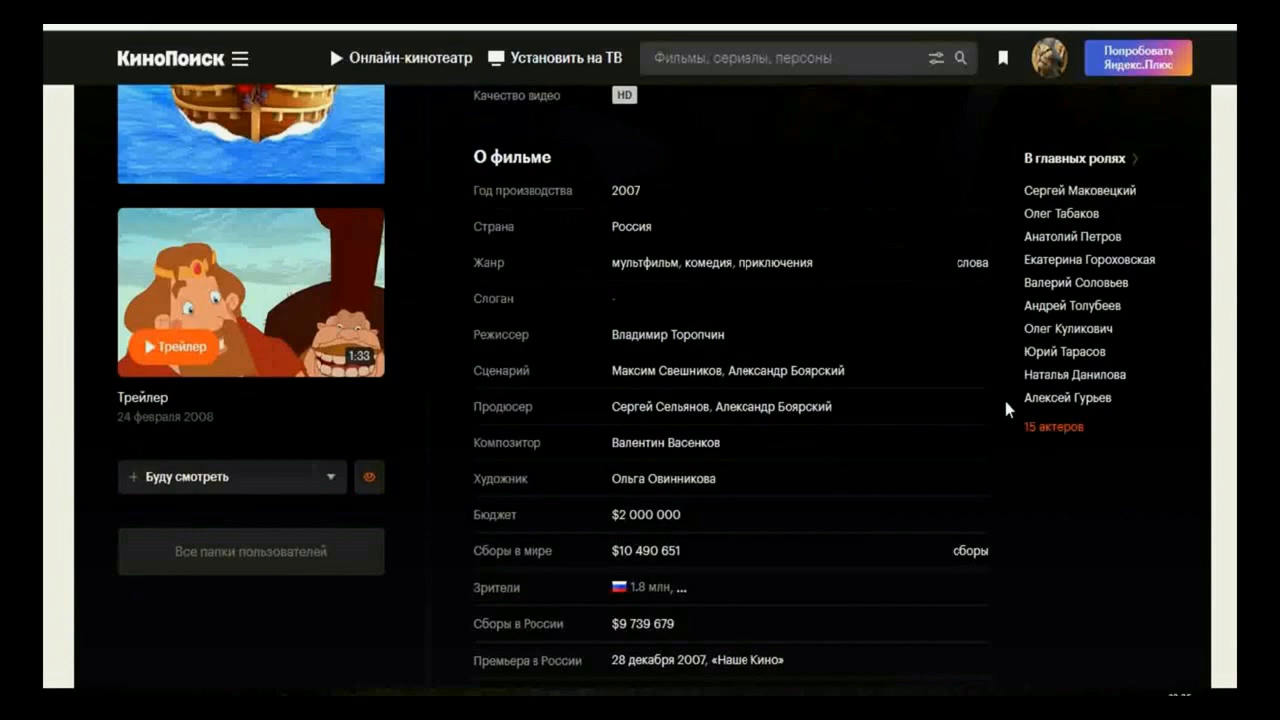 КиноПоиск
Онлайн-кинотеатр
Установить на ТВ
Фильмы, сериалы, персоны
Попробовать
Яндекс.Плюс
Качество видео HD
О фильме
Год производства 2007
Страна Россия
Жанр мультфильм, комедия, приключения слова
Слоган -
Режиссер Владимир Торопчин
Сценарий Максим Свешников, Александр Боярский
Продюсер Сергей Сельянов, Александр Боярский
Композитор Валентин Васенков
Художник Ольга Овинникова
Бюджет $2 000 000
Сборы в мире $10 490 651 сборы
Зрители 1.8 млн, ...
Сборы в России $9 739 679
Премьера в России 28 декабря 2007, «Наше Кино»
Трейлер
1:33
Трейлер
24 февраля 2008
+ Буду смотреть
Все папки пользователей
В главных ролях
Сергей Маковецкий
Олег Табаков
Анатолий Петров
Екатерина Гороховская
Валерий Соловьев
Андрей Толубеев
Олег Куликович
Юрий Тарасов
Наталья Данилова
Алексей Гурьев
15 актеров